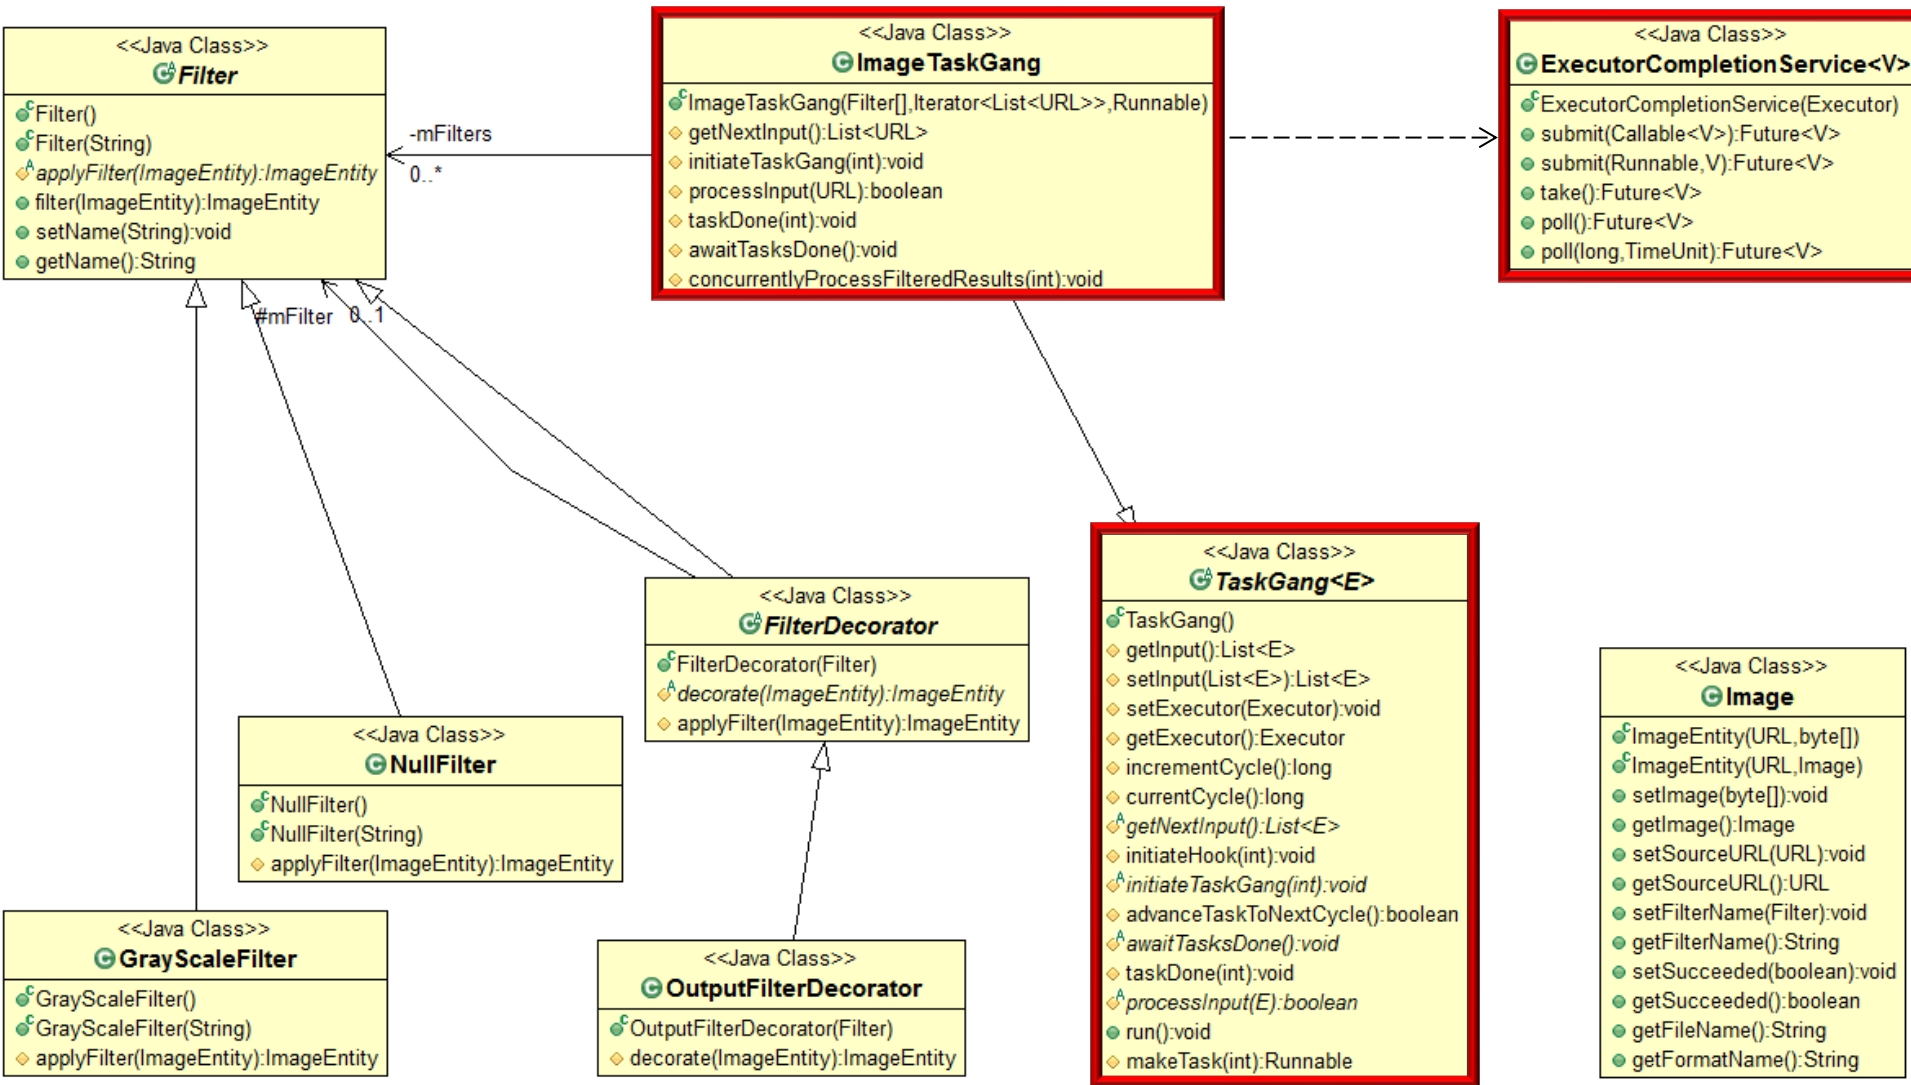 <<Java Class>>
Filter
Filter()
Filter(String)
applyFilter(ImageEntity):ImageEntity
filter(ImageEntity):ImageEntity
setName(String):void
getName():String
-mFilters
0..*
<<Java Class>>
ImageTaskGang
ImageTaskGang(Filter[],Iterator<List<URL>>,Runnable)
getNextInput():List<URL>
initiateTaskGang(int):void
processInput(URL):boolean
taskDone(int):void
awaitTasksDone():void
concurrentlyProcessFilteredResults(int):void
<<Java Class>>
ExecutorCompletionService<V>
ExecutorCompletionService(Executor)
submit(Callable<V>):Future<V>
submit(Runnable,V):Future<V>
take():Future<V>
poll():Future<V>
poll(long,TimeUnit):Future<V>
#mFilter 0..1
<<Java Class>>
FilterDecorator
FilterDecorator(Filter)
decorate(ImageEntity):ImageEntity
applyFilter(ImageEntity):ImageEntity
<<Java Class>>
TaskGang<E>
TaskGang()
getInput():List<E>
setInput(List<E>):List<E>
setExecutor(Executor):void
getExecutor():Executor
incrementCycle():long
currentCycle():long
getNextInput():List<E>
initiateHook(int):void
initiateTaskGang(int):void
advanceTaskToNextCycle():boolean
awaitTasksDone():void
taskDone(int):void
processInput(E):boolean
run():void
makeTask(int):Runnable
<<Java Class>>
Image
ImageEntity(URL,byte[])
ImageEntity(URL,Image)
setImage(byte[]):void
getImage():Image
setSourceURL(URL):void
getSourceURL():URL
setFilterName(Filter):void
getFilterName():String
setSucceeded(boolean):void
getSucceeded():boolean
getFileName():String
getFormatName():String
<<Java Class>>
NullFilter
NullFilter()
NullFilter(String)
applyFilter(ImageEntity):ImageEntity
<<Java Class>>
GrayScaleFilter
GrayScaleFilter()
GrayScaleFilter(String)
applyFilter(ImageEntity):ImageEntity
<<Java Class>>
OutputFilterDecorator
OutputFilterDecorator(Filter)
decorate(ImageEntity):ImageEntity